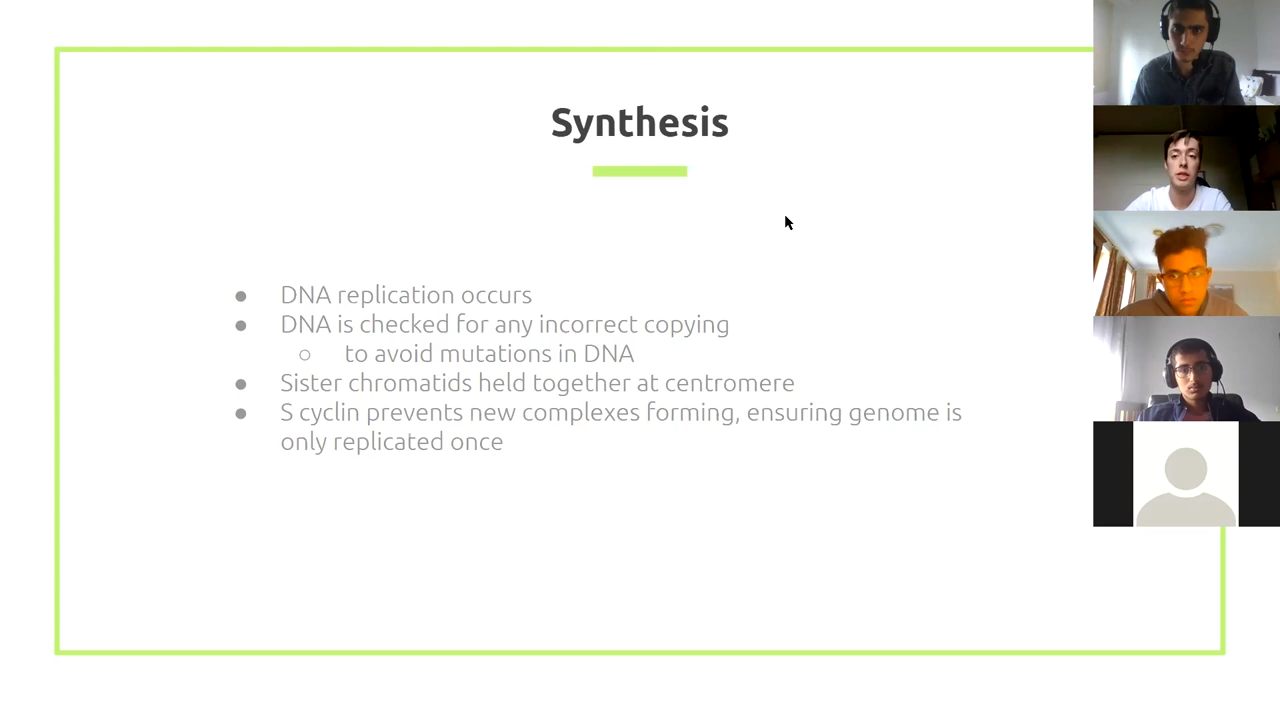 Synthesis
● DNA replication occurs
● DNA is checked for any incorrect copying
○ to avoid mutations in DNA
● Sister chromatids held together at centromere
● S cyclin prevents new complexes forming, ensuring genome is
only replicated once